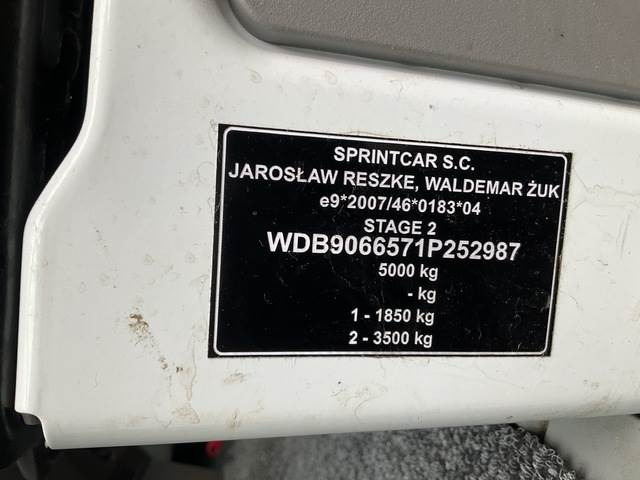 SPRINTCAR S.C.
JAROSŁAW RESZKE, WALDEMAR ŻUK
e9*2007/46*0183*04
STAGE 2
WDB9066571P252987
5000 kg
- kg
1 - 1850 kg
2 - 3500 kg